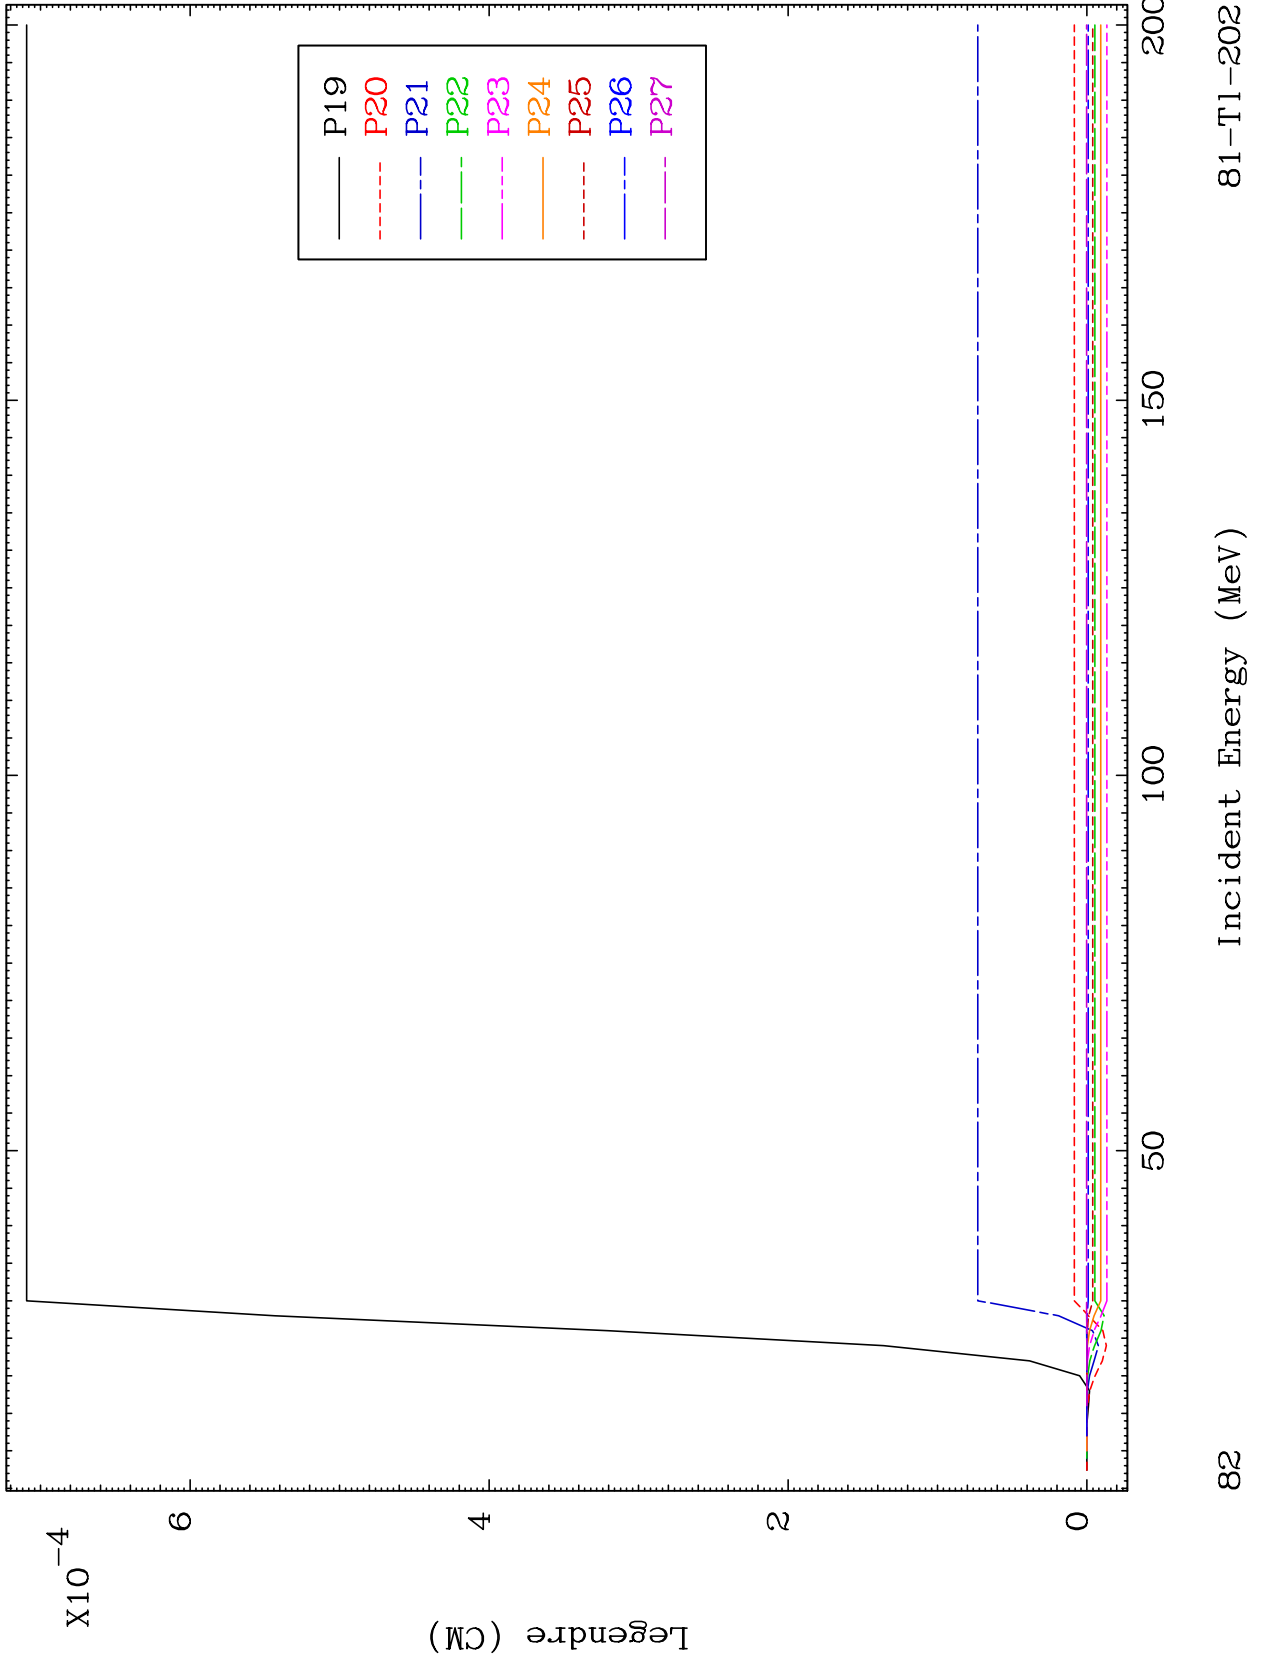 X10-4
Legendre (CM)
6
4
2
0
P19
P20
P21
P22
P23
P24
P25
P26
P27
50
100
150
200
Incident Energy (MeV)
82
81-Tl-202